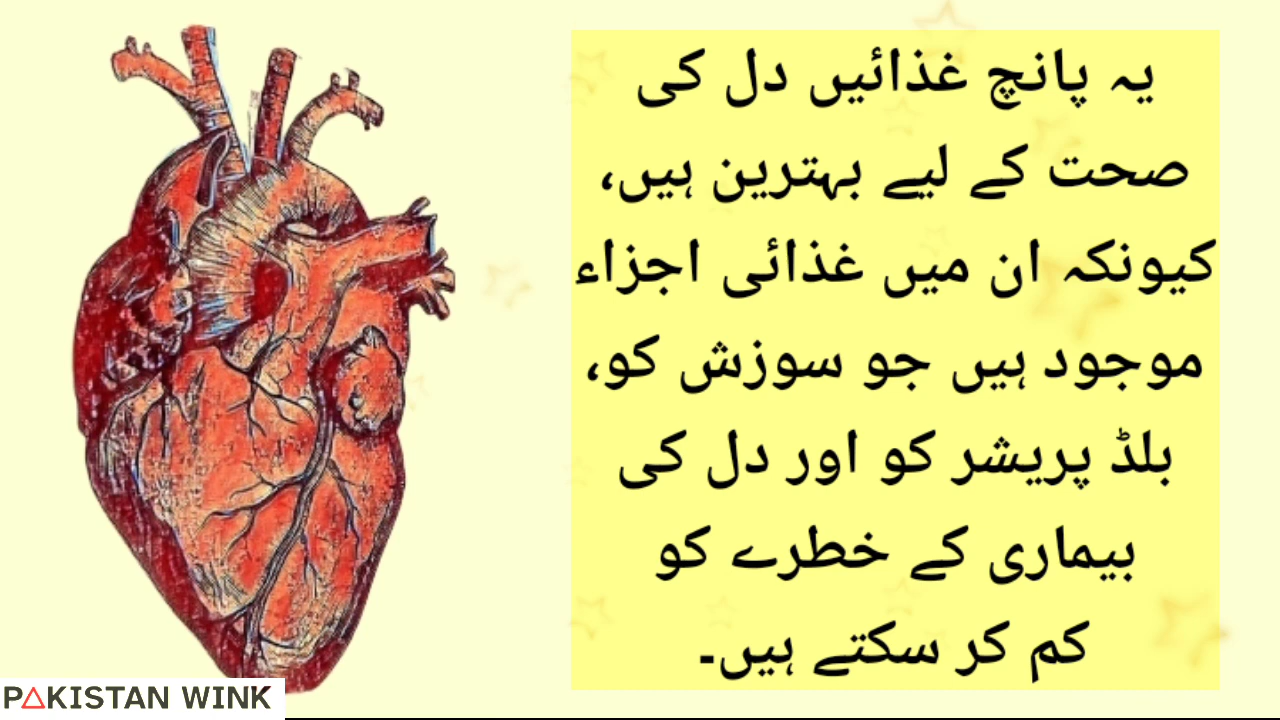 یہ پانچ غذائیں دل کی
صحت کے لیے بہترین ہیں،
کیونکہ ان میں غذائی اجزاء
موجود ہیں جو سوزش کو،
بلڈ پریشر کو اور دل کی
بیماری کے خطرے کو
کم کر سکتے ہیں۔
PAKISTAN WINK